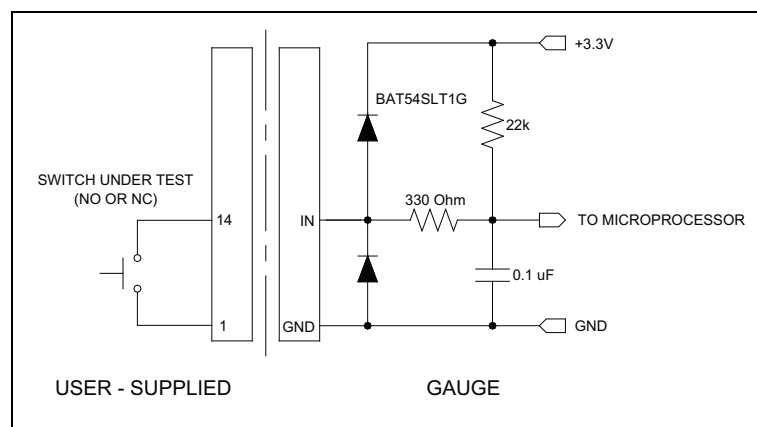 +3.3V
BAT54SLT1G
22k
SWITCH UNDER TEST
(NO OR NC)
330 Ohm
14
IN
TO MICROPROCESSOR
0.1 uF
1
GND
GND
USER - SUPPLIED
GAUGE